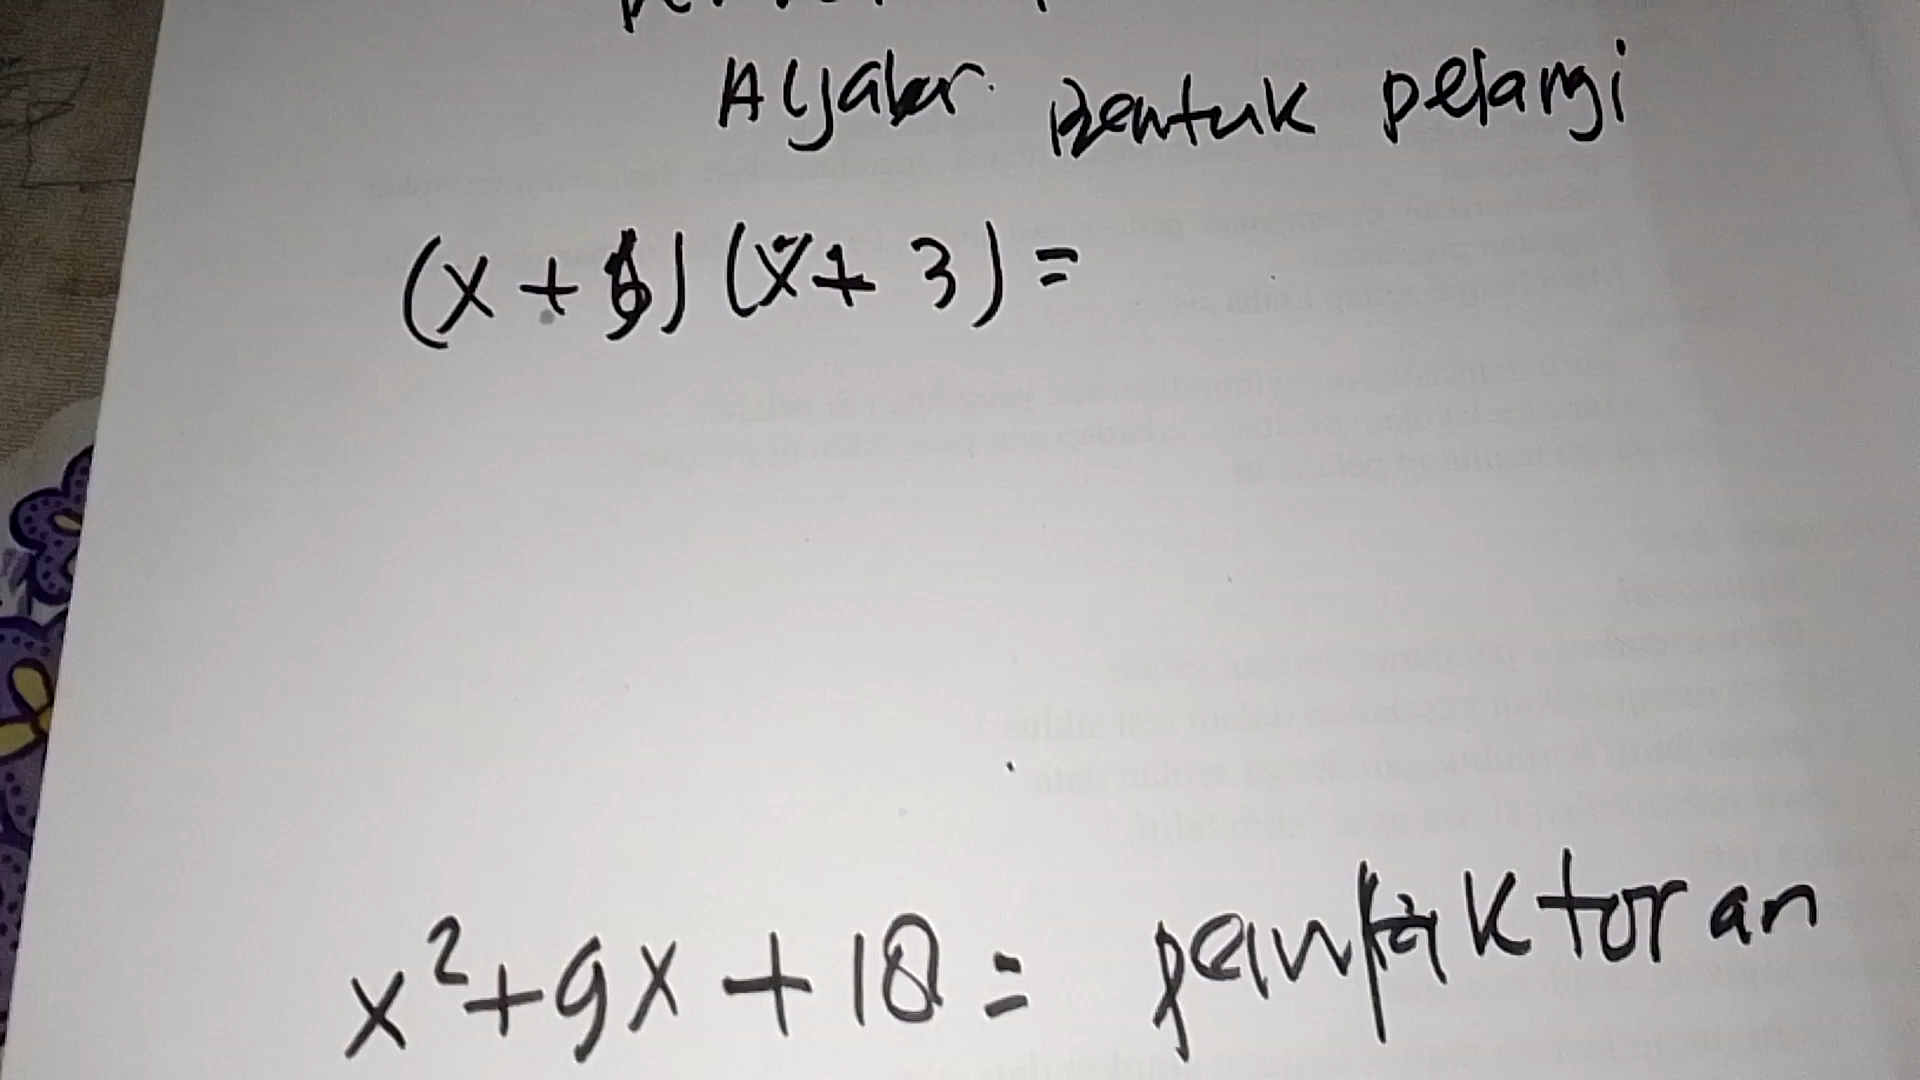 Aljabar Bentuk pelangi
(x + 6) (x + 3) =
x² + 9x + 18 = pemfaktoran